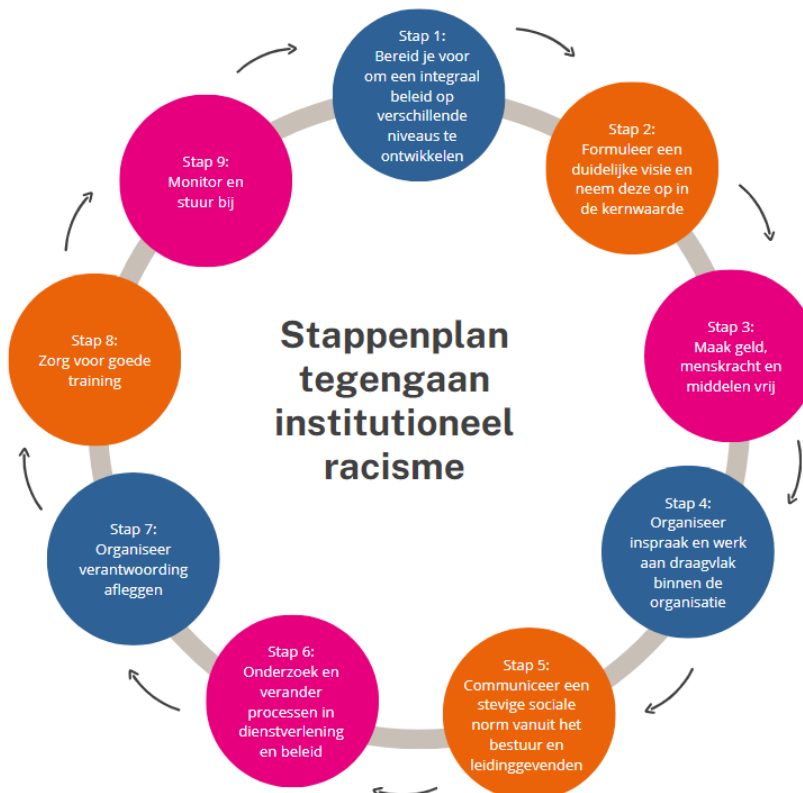 Stap 1:
Bereid je voor
om een integraal
beleid op
verschillende
niveaus te
ontwikkelen
Stap 2:
Formuleer een
duidelijke visie en
neem deze op in
de kernwaarde
Stap 3:
Maak geld,
menskracht en
middelen vrij
Stap 4:
Organiseer
inspraak en werk
aan draagvlak
binnen de
organisatie
Stap 5:
Communiceer een
stevige sociale
norm vanuit het
bestuur en
leidinggevenden
Stap 6:
Onderzoek en
verander
processen in
dienstverlening
en beleid
Stap 7:
Organiseer
verantwoording
afleggen
Stap 8:
Zorg voor goede
training
Stap 9:
Monitor en
stuur bij
Stappenplan
tegengaan
institutioneel
racisme